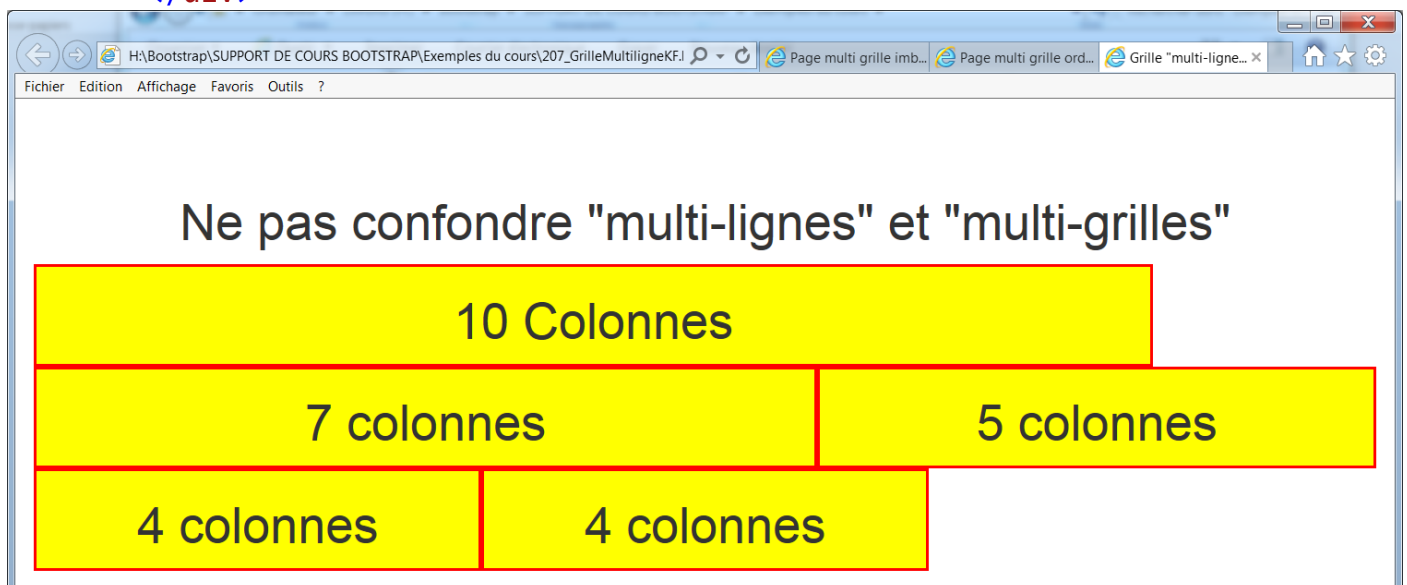 </div>
H:\Bootstrap\SUPPORT DE COURS BOOTSTRAP\Exemples du cours\207_GrilleMultiligneKF.l
Page multi grille imb...
Page multi grille ord...
Grille "multi-ligne...
Fichier Edition Affichage Favoris Outils ?
Ne pas confondre "multi-lignes" et "multi-grilles"
10 Colonnes
7 colonnes
5 colonnes
4 colonnes
4 colonnes